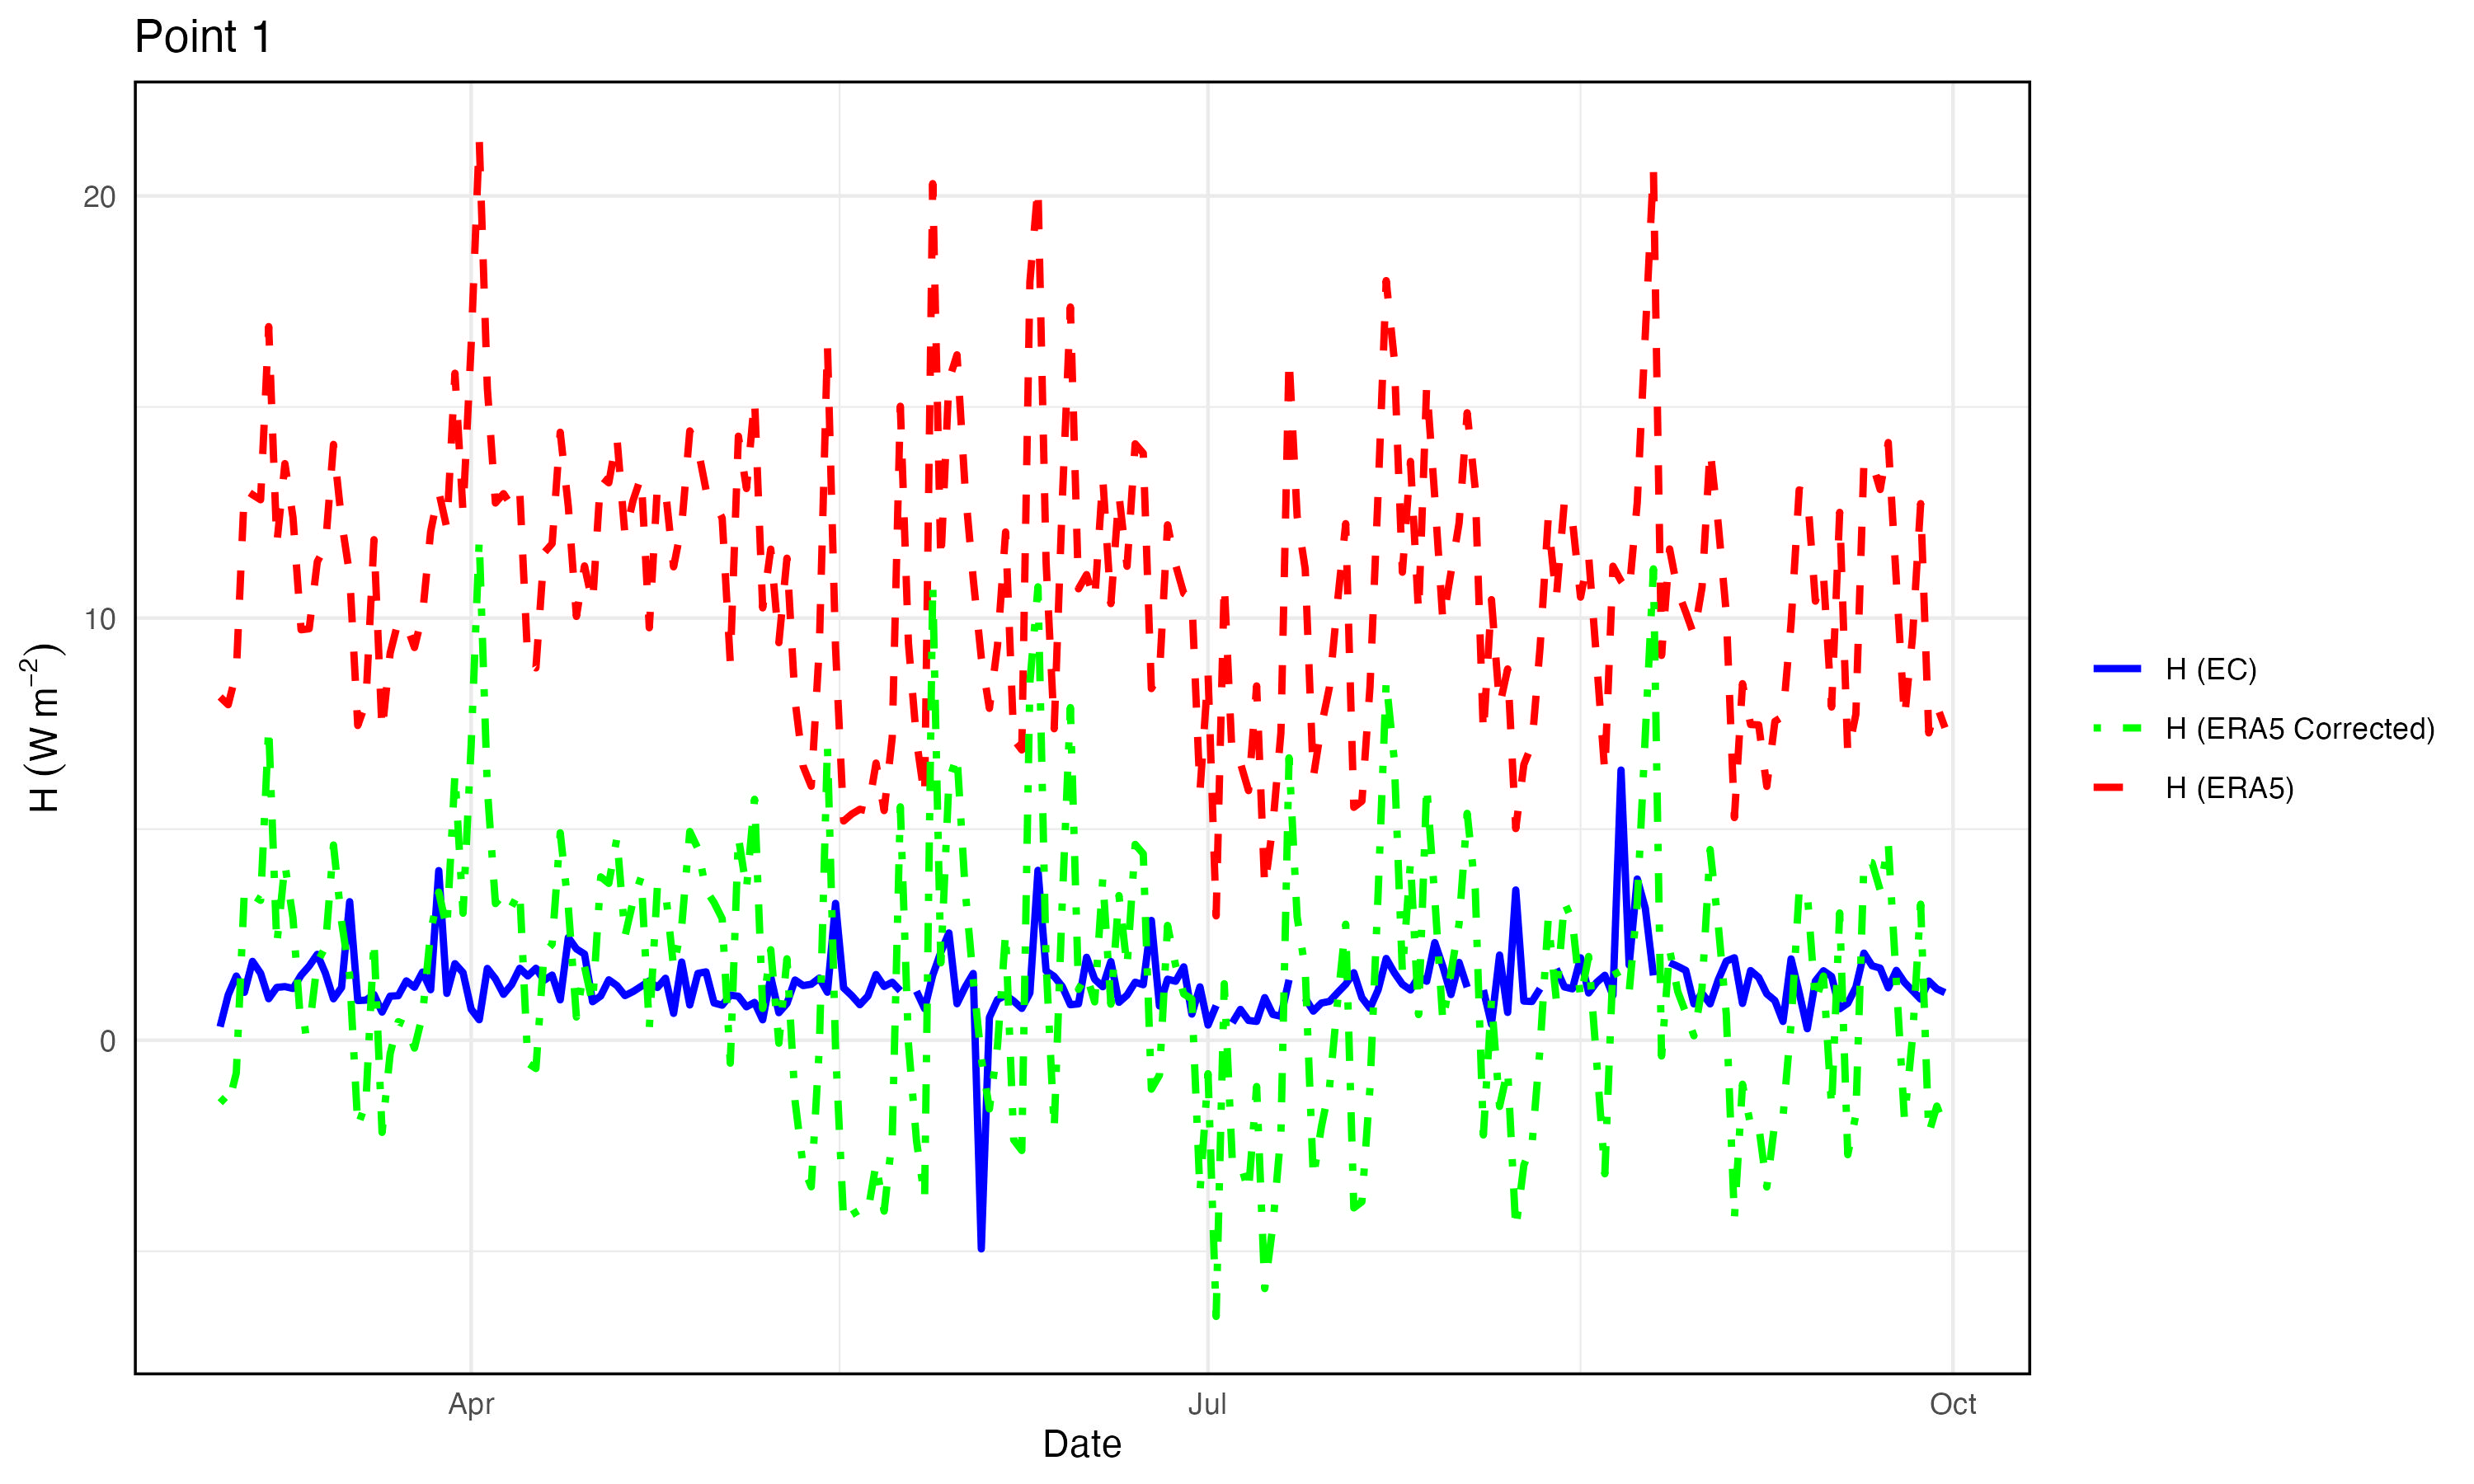 Point 1
H (W m⁻²)
20
10
0
Apr
Jul
Oct
Date
H (EC)
H (ERA5 Corrected)
H (ERA5)